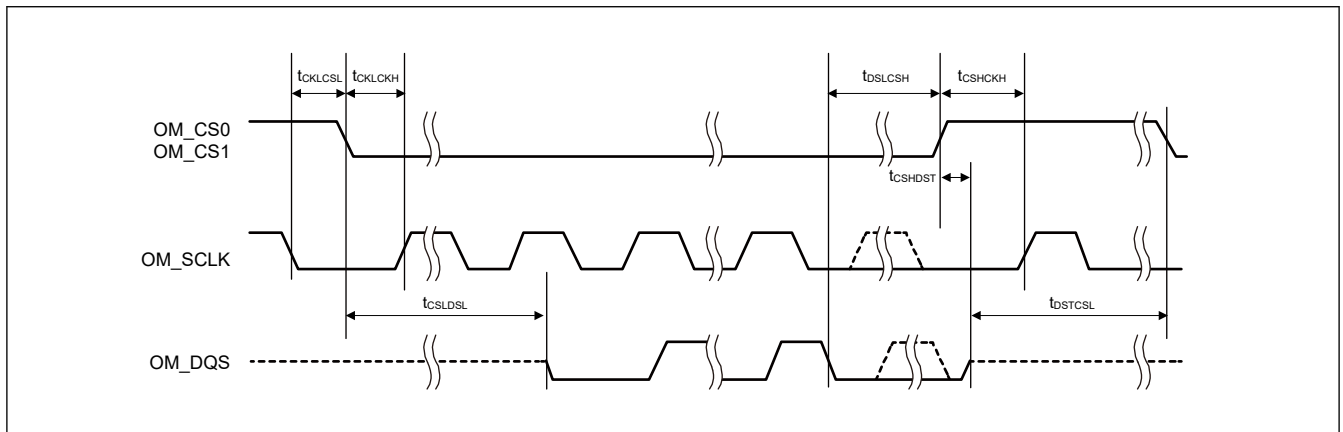 tCKLCSL tCKLCKH tDSLCSH tCSHCKH
OM_CS0
OM_CS1
tCSHDST
OM_SCLK
tCSLDSL
tDSTCSL
OM_DQS